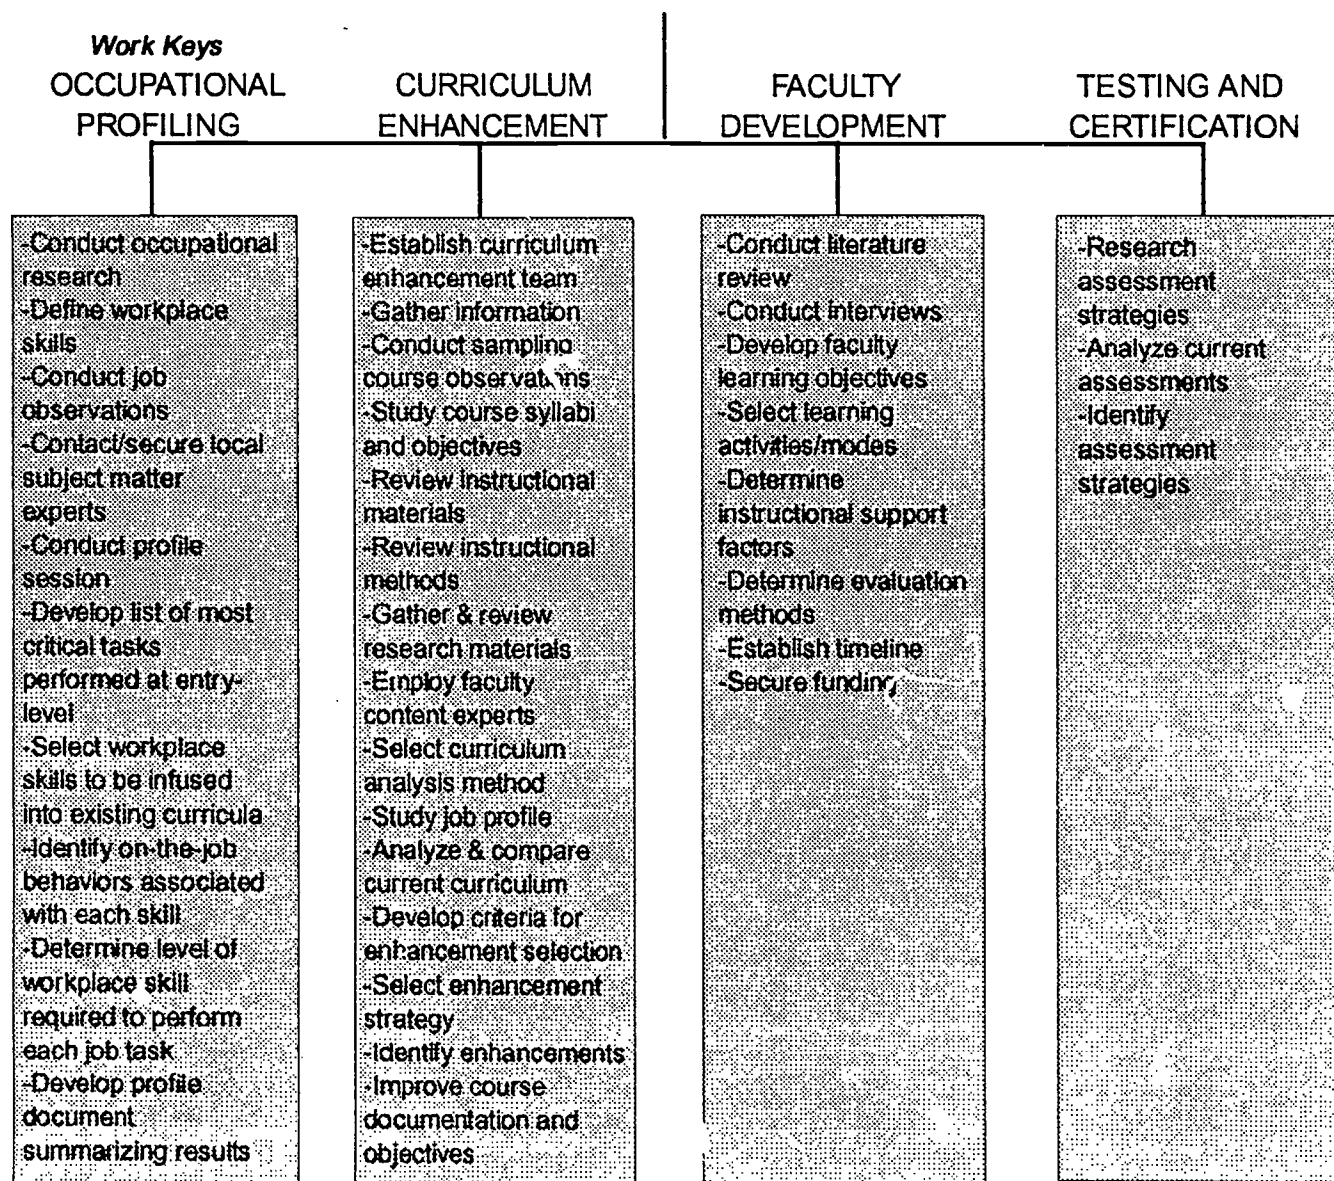 Work Keys
OCCUPATIONAL
PROFILING
-Conduct occupational
research
-Define workplace
skills
-Conduct job
observations
-Contact/secure local
subject matter
experts
-Conduct profile
session
-Develop list of most
critical tasks
performed at entry-
level
-Select workplace
skills to be infused
into existing curricula
-Identify on-the-job
behaviors associated
with each skill
-Determine level of
workplace skill
required to perform
each job task
-Develop profile
document
summarizing results
CURRICULUM
ENHANCEMENT
-Establish curriculum
enhancement team
-Gather information
-Conduct sampling
course observations
-Study course syllabi
and objectives
-Review instructional
materials
-Review instructional
methods
-Gather & review
research materials
-Employ faculty
content experts
-Select curriculum
analysis method
-Study job profile
-Analyze & compare
current curriculum
-Develop criteria for
enhancement selection
-Select enhancement
strategy
-Identify enhancements
-Improve course
documentation and
objectives
FACULTY
DEVELOPMENT
-Conduct literature
review
-Conduct interviews
-Develop faculty
learning objectives
-Select learning
activities/modes
-Determine
instructional support
factors
-Determine evaluation
methods
-Establish timeline
-Secure funding
TESTING AND
CERTIFICATION
-Research
assessment
strategies
-Analyze current
assessments
-Identify
assessment
strategies